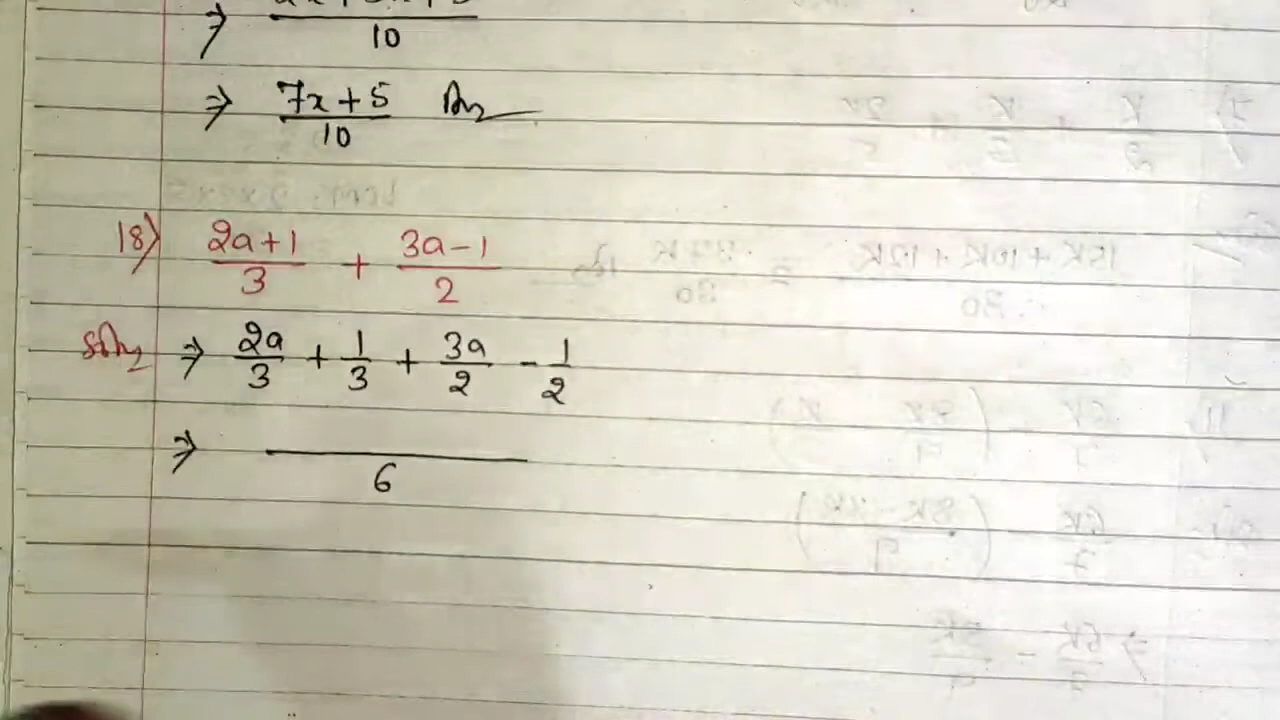 ⇒ 10
⇒ (7x+5)/10 Ans
18) (2a+1)/3 + (3a-1)/2
Soln ⇒ 2a/3 + 1/3 + 3a/2 - 1/2
⇒ /6